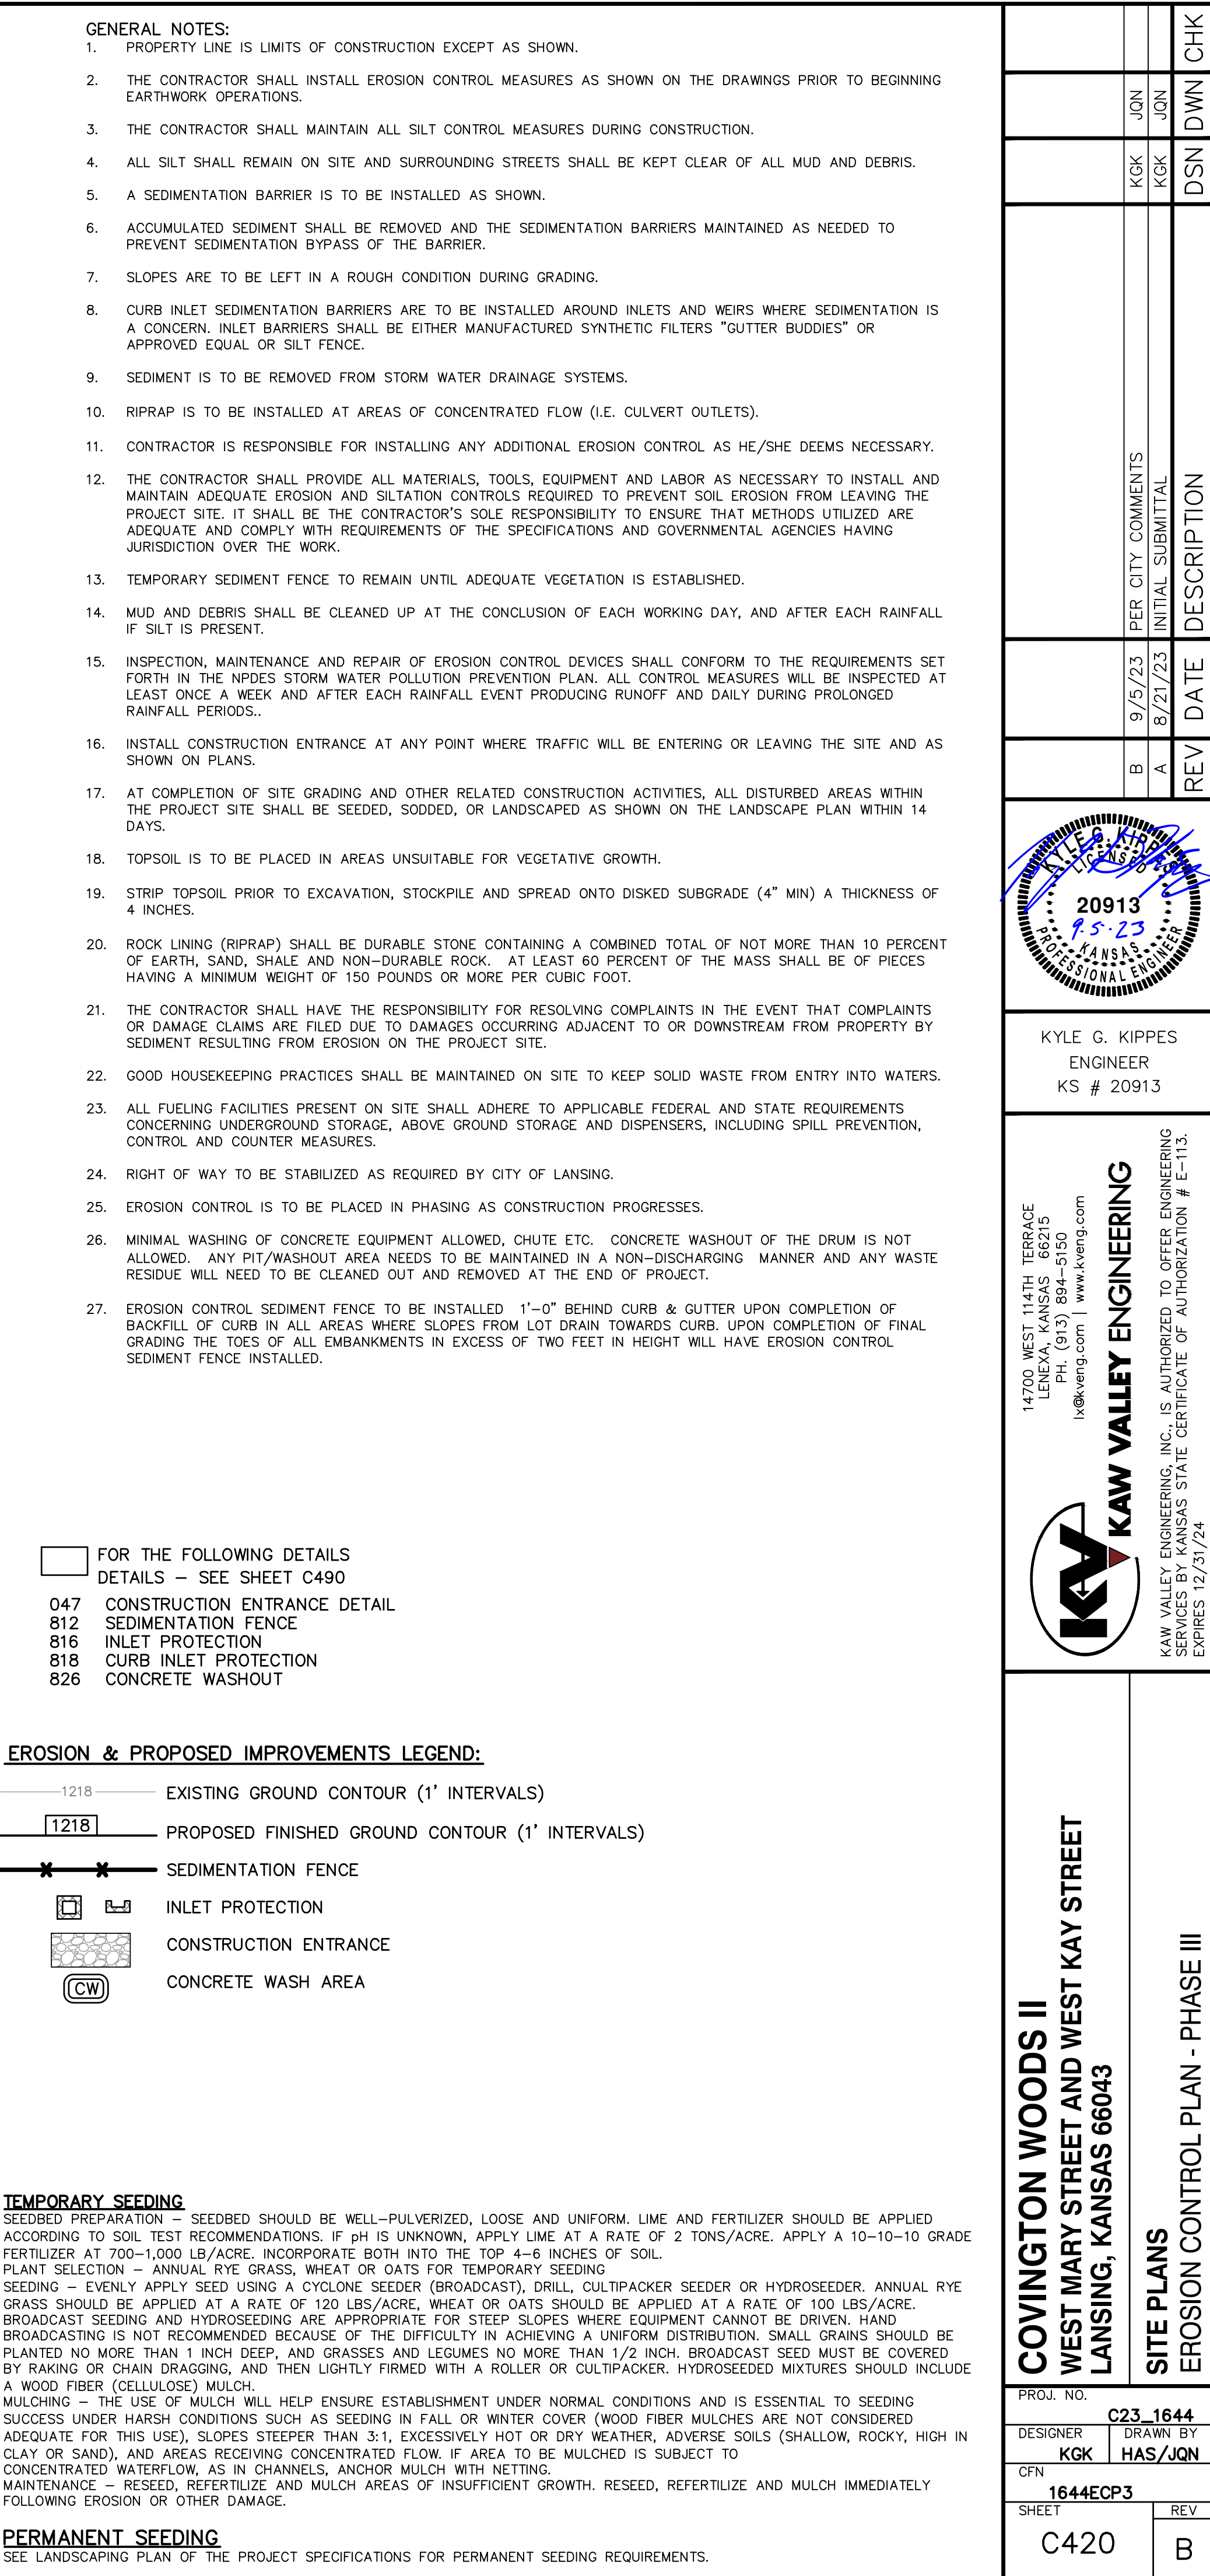 GENERAL NOTES:
1. PROPERTY LINE IS LIMITS OF CONSTRUCTION EXCEPT AS SHOWN.
2. THE CONTRACTOR SHALL INSTALL EROSION CONTROL MEASURES AS SHOWN ON THE DRAWINGS PRIOR TO BEGINNING
EARTHWORK OPERATIONS.
3. THE CONTRACTOR SHALL MAINTAIN ALL SILT CONTROL MEASURES DURING CONSTRUCTION.
4. ALL SILT SHALL REMAIN ON SITE AND SURROUNDING STREETS SHALL BE KEPT CLEAR OF ALL MUD AND DEBRIS.
5. A SEDIMENTATION BARRIER IS TO BE INSTALLED AS SHOWN.
6. ACCUMULATED SEDIMENT SHALL BE REMOVED AND THE SEDIMENTATION BARRIERS MAINTAINED AS NEEDED TO
PREVENT SEDIMENTATION BYPASS OF THE BARRIER.
7. SLOPES ARE TO BE LEFT IN A ROUGH CONDITION DURING GRADING.
8. CURB INLET SEDIMENTATION BARRIERS ARE TO BE INSTALLED AROUND INLETS AND WEIRS WHERE SEDIMENTATION IS
A CONCERN. INLET BARRIERS SHALL BE EITHER MANUFACTURED SYNTHETIC FILTERS "GUTTER BUDDIES" OR
APPROVED EQUAL OR SILT FENCE.
9. SEDIMENT IS TO BE REMOVED FROM STORM WATER DRAINAGE SYSTEMS.
10. RIPRAP IS TO BE INSTALLED AT AREAS OF CONCENTRATED FLOW (I.E. CULVERT OUTLETS).
11. CONTRACTOR IS RESPONSIBLE FOR INSTALLING ANY ADDITIONAL EROSION CONTROL AS HE/SHE DEEMS NECESSARY.
12. THE CONTRACTOR SHALL PROVIDE ALL MATERIALS, TOOLS, EQUIPMENT AND LABOR AS NECESSARY TO INSTALL AND
MAINTAIN ADEQUATE EROSION AND SILTATION CONTROLS REQUIRED TO PREVENT SOIL EROSION FROM LEAVING THE
PROJECT SITE. IT SHALL BE THE CONTRACTOR'S SOLE RESPONSIBILITY TO ENSURE THAT METHODS UTILIZED ARE
ADEQUATE AND COMPLY WITH REQUIREMENTS OF THE SPECIFICATIONS AND GOVERNMENTAL AGENCIES HAVING
JURISDICTION OVER THE WORK.
13. TEMPORARY SEDIMENT FENCE TO REMAIN UNTIL ADEQUATE VEGETATION IS ESTABLISHED.
14. MUD AND DEBRIS SHALL BE CLEANED UP AT THE CONCLUSION OF EACH WORKING DAY, AND AFTER EACH RAINFALL
IF SILT IS PRESENT.
15. INSPECTION, MAINTENANCE AND REPAIR OF EROSION CONTROL DEVICES SHALL CONFORM TO THE REQUIREMENTS SET
FORTH IN THE NPDES STORM WATER POLLUTION PREVENTION PLAN. ALL CONTROL MEASURES WILL BE INSPECTED AT
LEAST ONCE A WEEK AND AFTER EACH RAINFALL EVENT PRODUCING RUNOFF AND DAILY DURING PROLONGED
RAINFALL PERIODS..
16. INSTALL CONSTRUCTION ENTRANCE AT ANY POINT WHERE TRAFFIC WILL BE ENTERING OR LEAVING THE SITE AND AS
SHOWN ON PLANS.
17. AT COMPLETION OF SITE GRADING AND OTHER RELATED CONSTRUCTION ACTIVITIES, ALL DISTURBED AREAS WITHIN
THE PROJECT SITE SHALL BE SEEDED, SODDED, OR LANDSCAPED AS SHOWN ON THE LANDSCAPE PLAN WITHIN 14
DAYS.
18. TOPSOIL IS TO BE PLACED IN AREAS UNSUITABLE FOR VEGETATIVE GROWTH.
19. STRIP TOPSOIL PRIOR TO EXCAVATION, STOCKPILE AND SPREAD ONTO DISKED SUBGRADE (4" MIN) A THICKNESS OF
4 INCHES.
20. ROCK LINING (RIPRAP) SHALL BE DURABLE STONE CONTAINING A COMBINED TOTAL OF NOT MORE THAN 10 PERCENT
OF EARTH, SAND, SHALE AND NON-DURABLE ROCK. AT LEAST 60 PERCENT OF THE MASS SHALL BE OF PIECES
HAVING A MINIMUM WEIGHT OF 150 POUNDS OR MORE PER CUBIC FOOT.
21. THE CONTRACTOR SHALL HAVE THE RESPONSIBILITY FOR RESOLVING COMPLAINTS IN THE EVENT THAT COMPLAINTS
OR DAMAGE CLAIMS ARE FILED DUE TO DAMAGES OCCURRING ADJACENT TO OR DOWNSTREAM FROM PROPERTY BY
SEDIMENT RESULTING FROM EROSION ON THE PROJECT SITE.
22. GOOD HOUSEKEEPING PRACTICES SHALL BE MAINTAINED ON SITE TO KEEP SOLID WASTE FROM ENTRY INTO WATERS.
23. ALL FUELING FACILITIES PRESENT ON SITE SHALL ADHERE TO APPLICABLE FEDERAL AND STATE REQUIREMENTS
CONCERNING UNDERGROUND STORAGE, ABOVE GROUND STORAGE AND DISPENSERS, INCLUDING SPILL PREVENTION,
CONTROL AND COUNTER MEASURES.
24. RIGHT OF WAY TO BE STABILIZED AS REQUIRED BY CITY OF LANSING.
25. EROSION CONTROL IS TO BE PLACED IN PHASING AS CONSTRUCTION PROGRESSES.
26. MINIMAL WASHING OF CONCRETE EQUIPMENT ALLOWED, CHUTE ETC. CONCRETE WASHOUT OF THE DRUM IS NOT
ALLOWED. ANY PIT/WASHOUT AREA NEEDS TO BE MAINTAINED IN A NON-DISCHARGING MANNER AND ANY WASTE
RESIDUE WILL NEED TO BE CLEANED OUT AND REMOVED AT THE END OF PROJECT.
27. EROSION CONTROL SEDIMENT FENCE TO BE INSTALLED 1'-0" BEHIND CURB & GUTTER UPON COMPLETION OF
BACKFILL OF CURB IN ALL AREAS WHERE SLOPES FROM LOT DRAIN TOWARDS CURB. UPON COMPLETION OF FINAL
GRADING THE TOES OF ALL EMBANKMENTS IN EXCESS OF TWO FEET IN HEIGHT WILL HAVE EROSION CONTROL
SEDIMENT FENCE INSTALLED.
FOR THE FOLLOWING DETAILS
DETAILS - SEE SHEET C490
047 CONSTRUCTION ENTRANCE DETAIL
812 SEDIMENTATION FENCE
816 INLET PROTECTION
818 CURB INLET PROTECTION
826 CONCRETE WASHOUT
EROSION & PROPOSED IMPROVEMENTS LEGEND:
1218 EXISTING GROUND CONTOUR (1' INTERVALS)
1218 PROPOSED FINISHED GROUND CONTOUR (1' INTERVALS)
SEDIMENTATION FENCE
INLET PROTECTION
CONSTRUCTION ENTRANCE
CW CONCRETE WASH AREA
TEMPORARY SEEDING
SEEDBED PREPARATION - SEEDBED SHOULD BE WELL-PULVERIZED, LOOSE AND UNIFORM. LIME AND FERTILIZER SHOULD BE APPLIED
ACCORDING TO SOIL TEST RECOMMENDATIONS. IF pH IS UNKNOWN, APPLY LIME AT A RATE OF 2 TONS/ACRE. APPLY A 10-10-10 GRADE
FERTILIZER AT 700-1,000 LB/ACRE. INCORPORATE BOTH INTO THE TOP 4-6 INCHES OF SOIL.
PLANT SELECTION - ANNUAL RYE GRASS, WHEAT OR OATS FOR TEMPORARY SEEDING
SEEDING - EVENLY APPLY SEED USING A CYCLONE SEEDER (BROADCAST), DRILL, CULTIPACKER SEEDER OR HYDROSEEDER. ANNUAL RYE
GRASS SHOULD BE APPLIED AT A RATE OF 120 LBS/ACRE, WHEAT OR OATS SHOULD BE APPLIED AT A RATE OF 100 LBS/ACRE.
BROADCAST SEEDING AND HYDROSEEDING ARE APPROPRIATE FOR STEEP SLOPES WHERE EQUIPMENT CANNOT BE DRIVEN. HAND
BROADCASTING IS NOT RECOMMENDED BECAUSE OF THE DIFFICULTY IN ACHIEVING A UNIFORM DISTRIBUTION. SMALL GRAINS SHOULD BE
PLANTED NO MORE THAN 1 INCH DEEP, AND GRASSES AND LEGUMES NO MORE THAN 1/2 INCH. BROADCAST SEED MUST BE COVERED
BY RAKING OR CHAIN DRAGGING, AND THEN LIGHTLY FIRMED WITH A ROLLER OR CULTIPACKER. HYDROSEEDED MIXTURES SHOULD INCLUDE
A WOOD FIBER (CELLULOSE) MULCH.
MULCHING - THE USE OF MULCH WILL HELP ENSURE ESTABLISHMENT UNDER NORMAL CONDITIONS AND IS ESSENTIAL TO SEEDING
SUCCESS UNDER HARSH CONDITIONS SUCH AS SEEDING IN FALL OR WINTER COVER (WOOD FIBER MULCHES ARE NOT CONSIDERED
ADEQUATE FOR THIS USE), SLOPES STEEPER THAN 3:1, EXCESSIVELY HOT OR DRY WEATHER, ADVERSE SOILS (SHALLOW, ROCKY, HIGH IN
CLAY OR SAND), AND AREAS RECEIVING CONCENTRATED FLOW. IF AREA TO BE MULCHED IS SUBJECT TO
CONCENTRATED WATERFLOW, AS IN CHANNELS, ANCHOR MULCH WITH NETTING.
MAINTENANCE - RESEED, REFERTILIZE AND MULCH AREAS OF INSUFFICIENT GROWTH. RESEED, REFERTILIZE AND MULCH IMMEDIATELY
FOLLOWING EROSION OR OTHER DAMAGE.
PERMANENT SEEDING
SEE LANDSCAPING PLAN OF THE PROJECT SPECIFICATIONS FOR PERMANENT SEEDING REQUIREMENTS.
B 9/5/23 PER CITY COMMENTS KGK JQN
A 8/21/23 INITIAL SUBMITTAL KGK JQN
REV DATE DESCRIPTION DSN DWN CHK
KYLE G. KIPPES
LICENSED
20913
9.5.23
KANSAS
PROFESSIONAL ENGINEER
KYLE G. KIPPES
ENGINEER
KS # 20913
14700 WEST 114TH TERRACE
LENEXA, KANSAS 66215
PH. (913) 894-5150
lx@kveng.com | www.kveng.com
KV
KAW VALLEY ENGINEERING
KAW VALLEY ENGINEERING, INC., IS AUTHORIZED TO OFFER ENGINEERING
SERVICES BY KANSAS STATE CERTIFICATE OF AUTHORIZATION # E-113.
EXPIRES 12/31/24
COVINGTON WOODS II
WEST MARY STREET AND WEST KAY STREET
LANSING, KANSAS 66043
SITE PLANS
EROSION CONTROL PLAN - PHASE III
PROJ. NO.
C23_1644
DESIGNER DRAWN BY
KGK HAS/JQN
CFN
1644ECP3
SHEET REV
C420 B